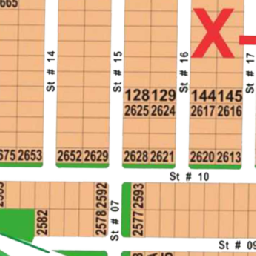 665
St # 14
St # 15
St # 16
St # 17
X
128 129 144 145
2625 2624 2617 2616
675 2653 2652 2629 2628 2621 2620 2613
St # 10
2582
2578 2592
St # 07
2577 2593
St # 09